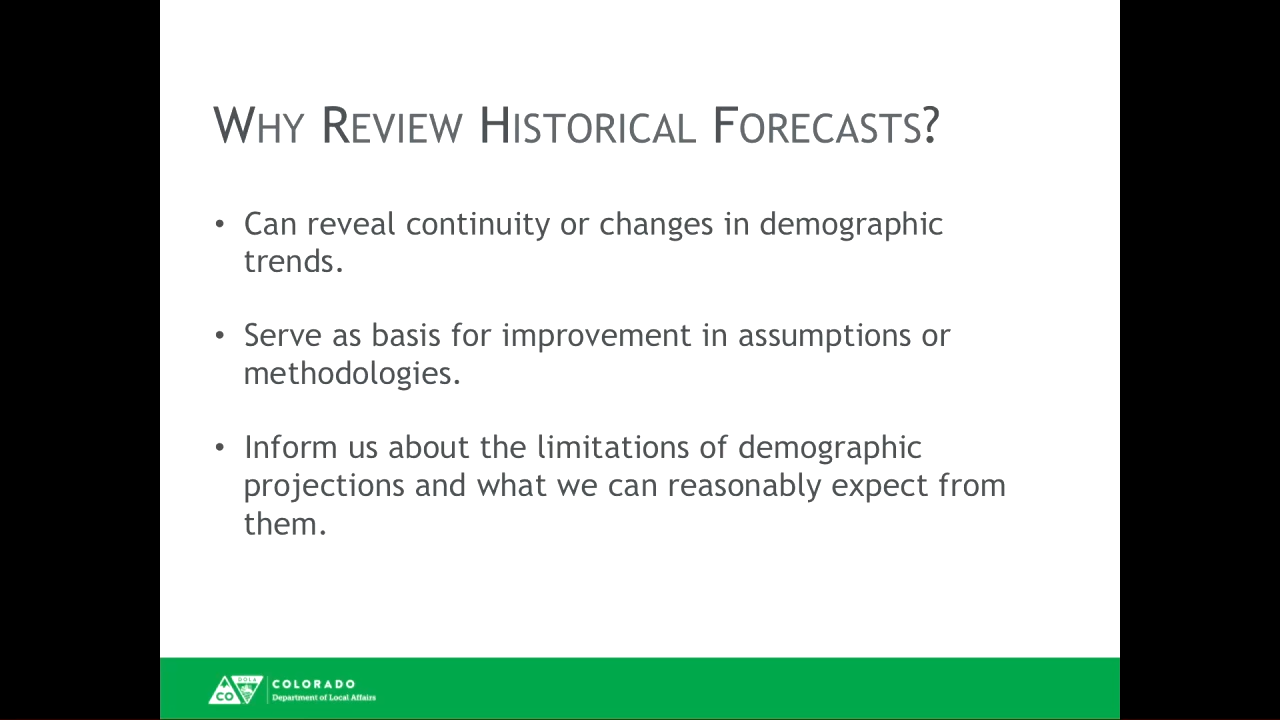 Why Review Historical Forecasts?
• Can reveal continuity or changes in demographic
trends.
• Serve as basis for improvement in assumptions or
methodologies.
• Inform us about the limitations of demographic
projections and what we can reasonably expect from
them.
CO
DOLA
COLORADO
Department of Local Affairs